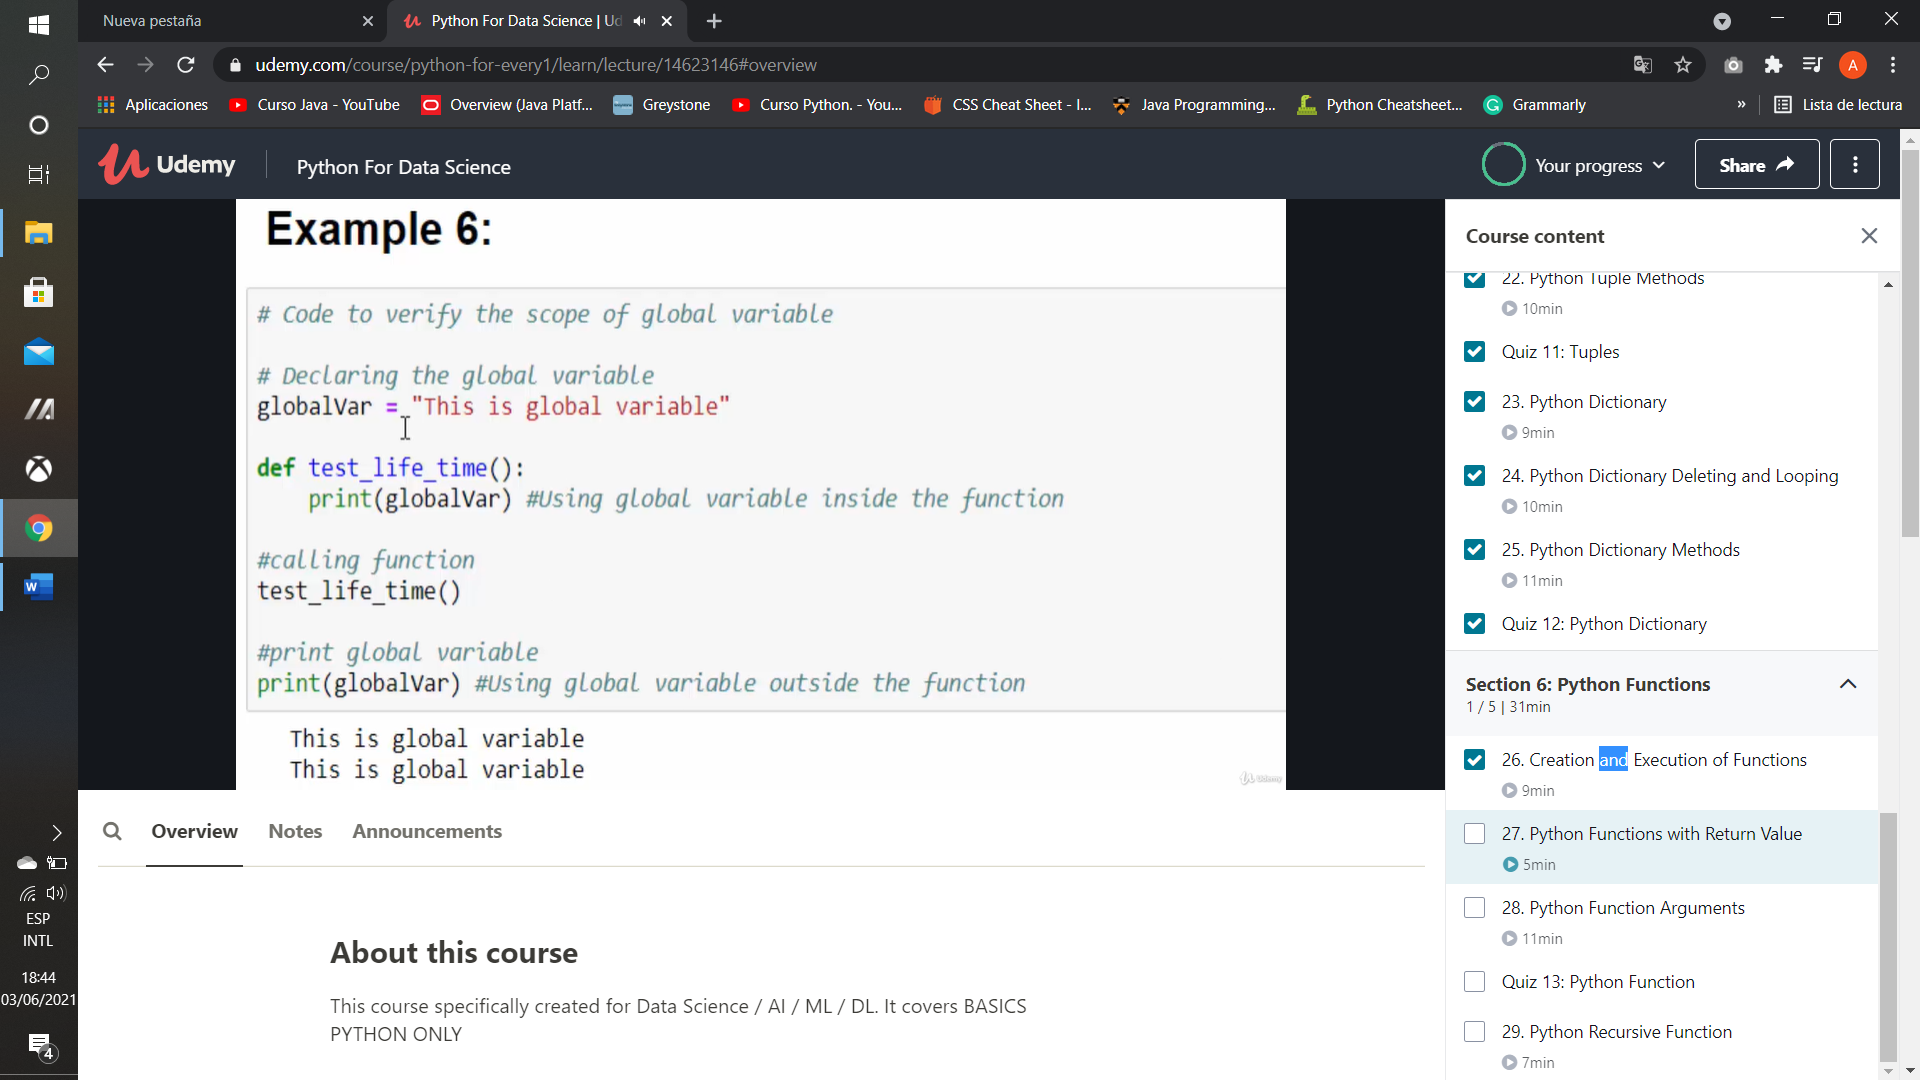 Nueva pestaña
Python For Data Science | Ud
udemy.com/course/python-for-every1/learn/lecture/14623146#overview
A
Aplicaciones
Curso Java - YouTube
Overview (Java Platf...
Greystone
Curso Python. - You...
CSS Cheat Sheet - I...
Java Programming...
Python Cheatsheet...
Grammarly
»
Lista de lectura
Udemy
Python For Data Science
Your progress
Share
Example 6:
# Code to verify the scope of global variable
# Declaring the global variable
globalVar = "This is global variable"
def test_life_time():
print(globalVar) #Using global variable inside the function
#calling function
test_life_time()
#print global variable
print(globalVar) #Using global variable outside the function
This is global variable
This is global variable
Udemy
Course content
22. Python Tuple Methods
10min
Quiz 11: Tuples
23. Python Dictionary
9min
24. Python Dictionary Deleting and Looping
10min
25. Python Dictionary Methods
11min
Quiz 12: Python Dictionary
Section 6: Python Functions
1 / 5 | 31min
26. Creation and Execution of Functions
9min
27. Python Functions with Return Value
5min
28. Python Function Arguments
11min
Quiz 13: Python Function
29. Python Recursive Function
7min
Overview
Notes
Announcements
About this course
This course specifically created for Data Science / AI / ML / DL. It covers BASICS
PYTHON ONLY
W
ESP
INTL
18:44
03/06/2021
4